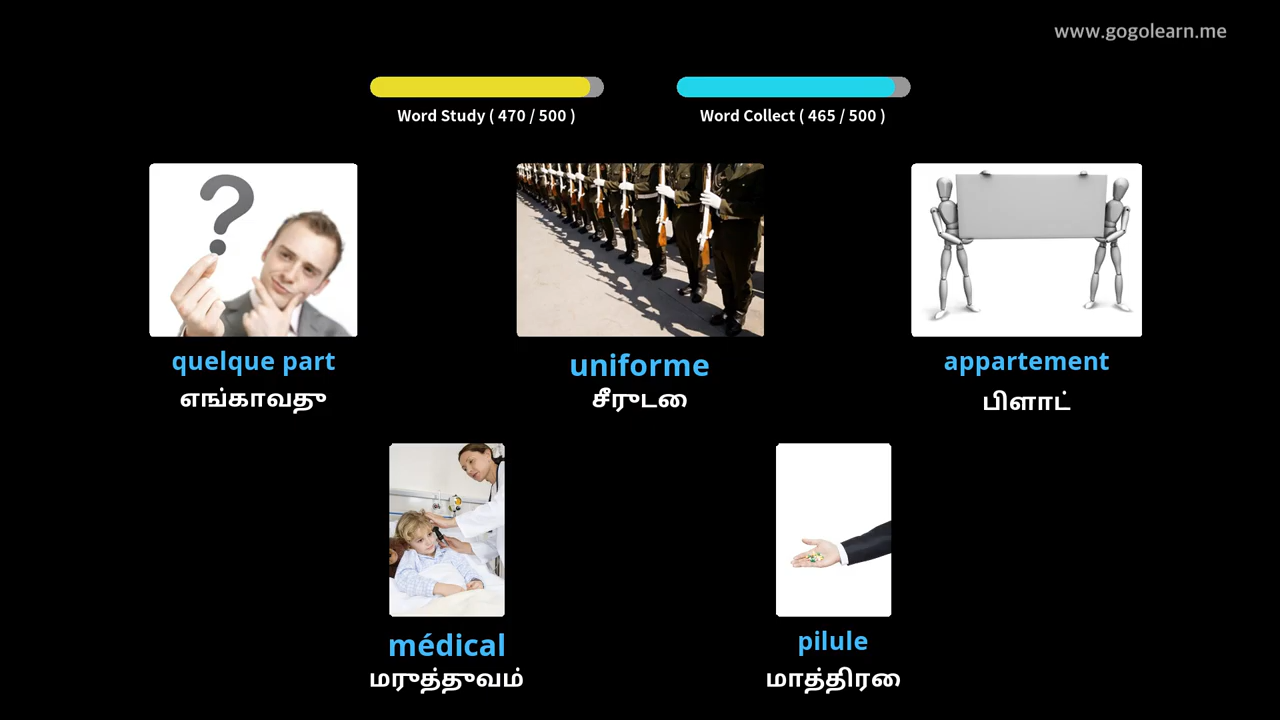 www.gogolearn.me
Word Study ( 470 / 500 )
Word Collect ( 465 / 500 )
quelque part
எங்காவது
uniforme
சீருடை
appartement
பிளாட்
médical
மருத்துவம்
pilule
மாத்திரை